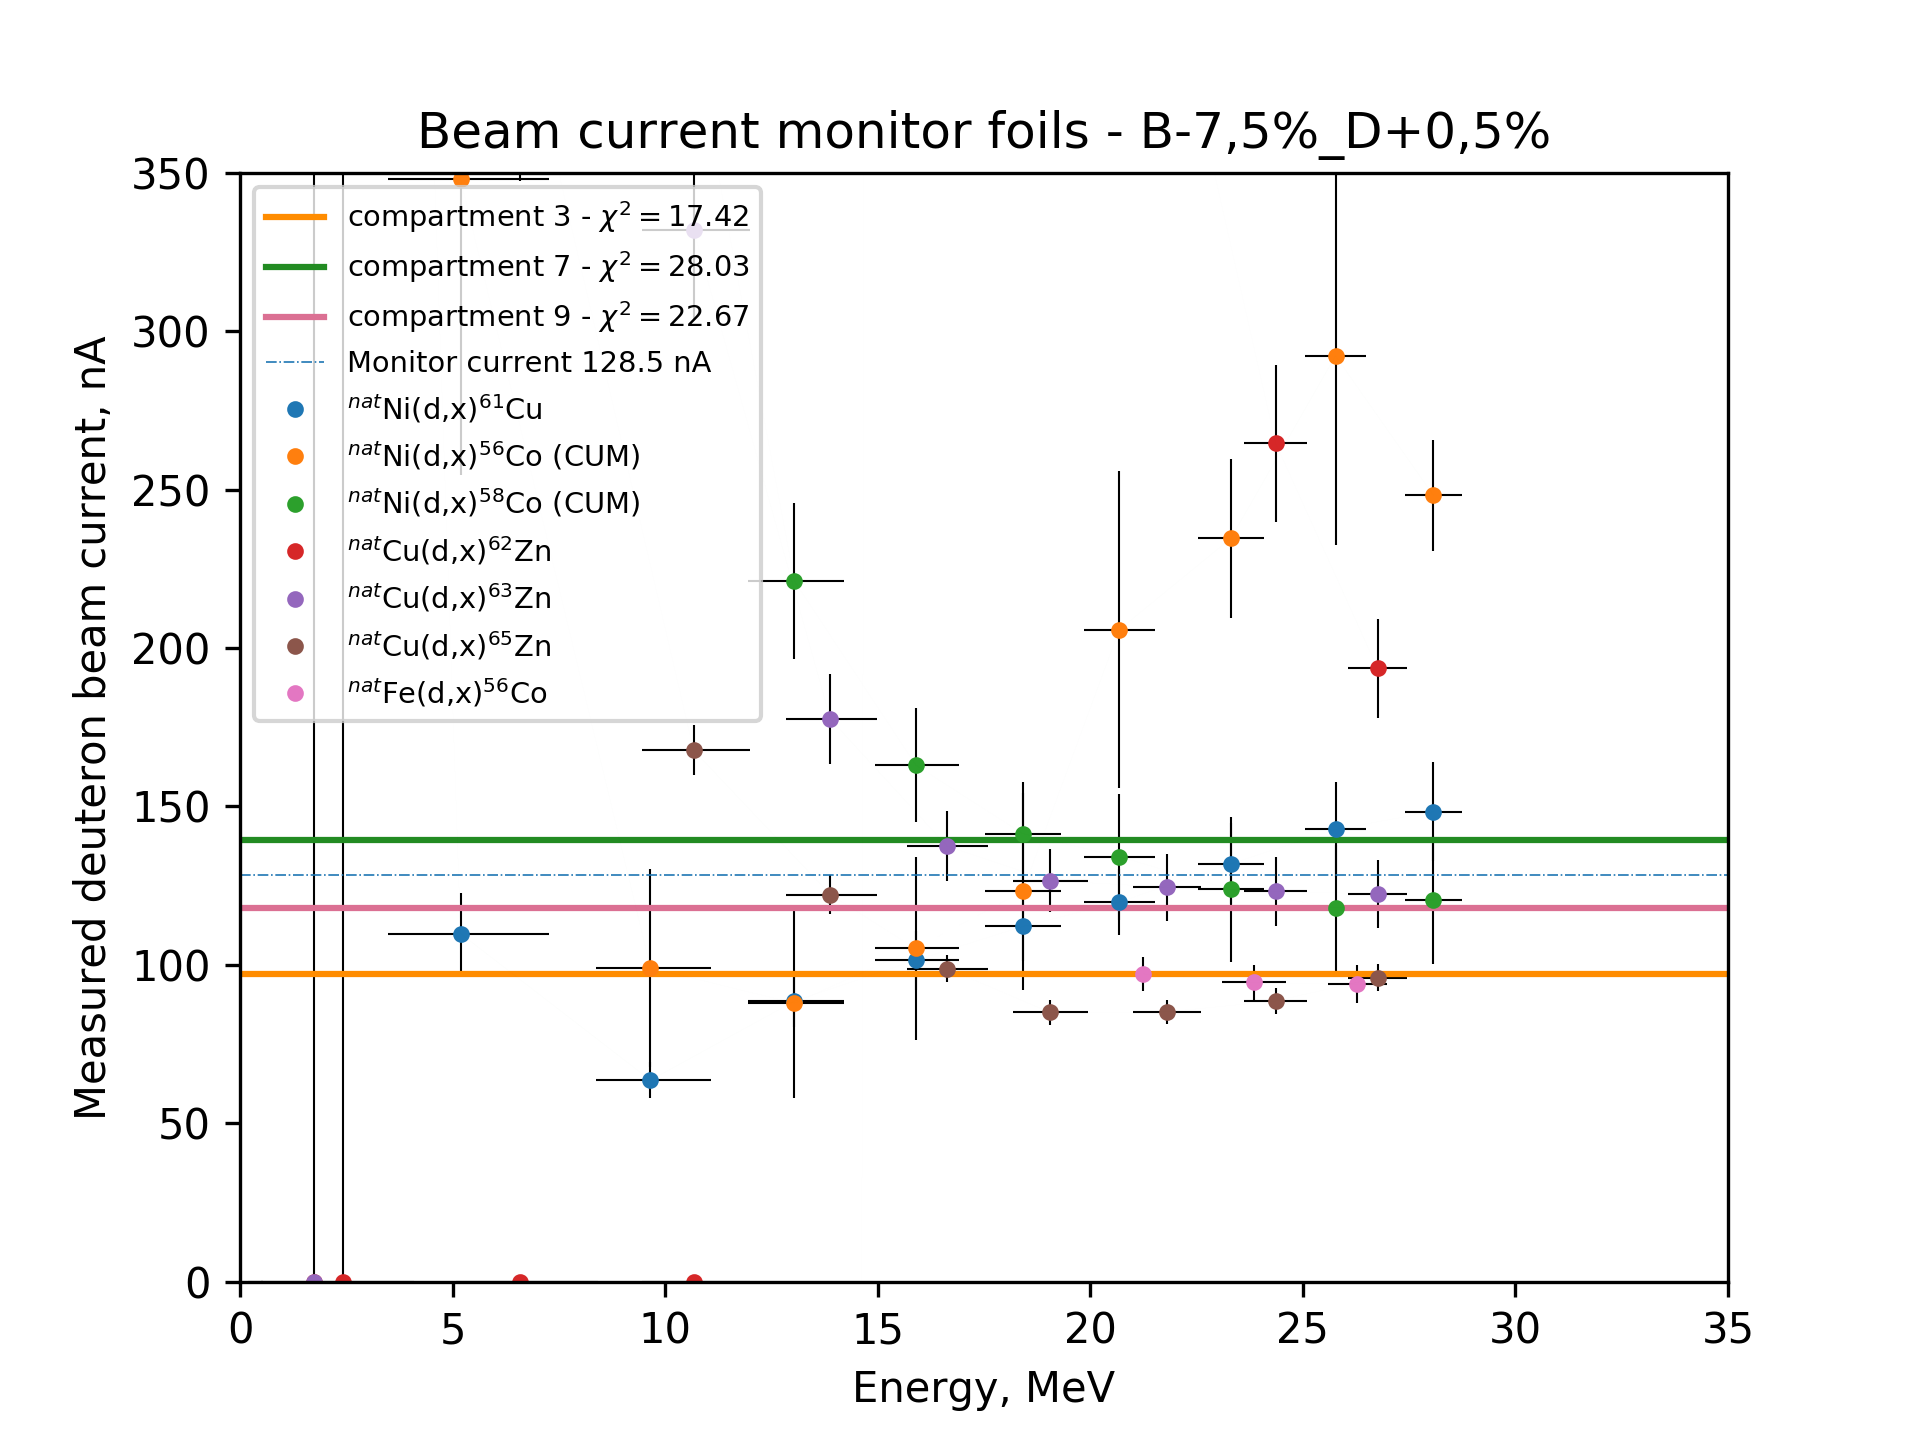 Beam current monitor foils - B-7,5%_D+0,5%
Measured deuteron beam current, nA
350
300
250
200
150
100
50
0
compartment 3 - χ² = 17.42
compartment 7 - χ² = 28.03
compartment 9 - χ² = 22.67
Monitor current 128.5 nA
ⁿᵃᵗNi(d,x)⁶¹Cu
ⁿᵃᵗNi(d,x)⁵⁶Co (CUM)
ⁿᵃᵗNi(d,x)⁵⁸Co (CUM)
ⁿᵃᵗCu(d,x)⁶²Zn
ⁿᵃᵗCu(d,x)⁶³Zn
ⁿᵃᵗCu(d,x)⁶⁵Zn
ⁿᵃᵗFe(d,x)⁵⁶Co
0 5 10 15 20 25 30 35
Energy, MeV